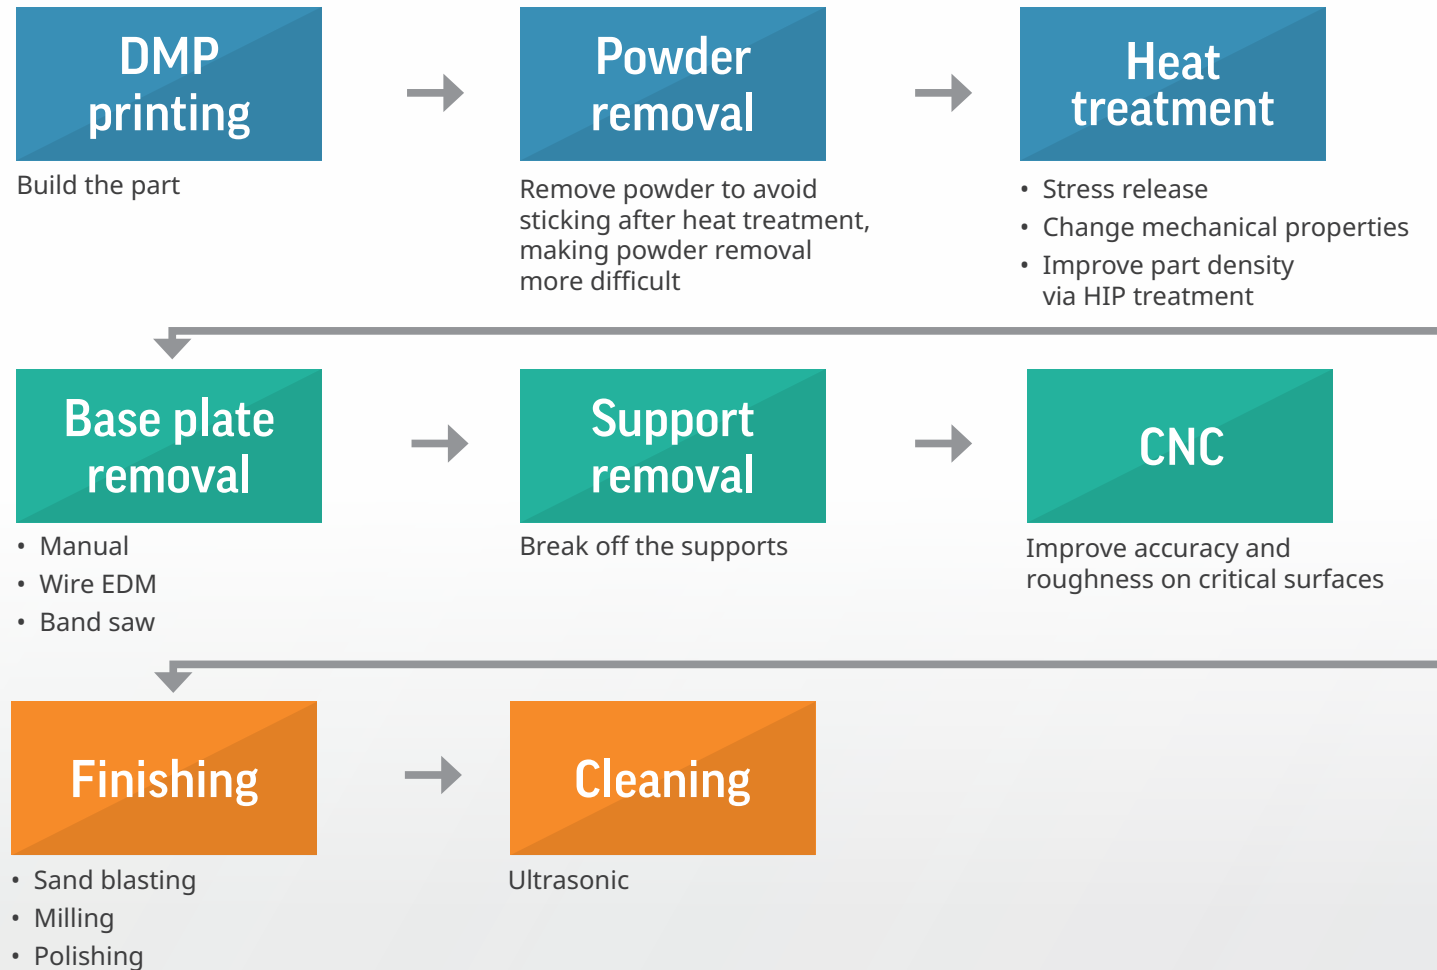 DMP
printing
Build the part
Powder
removal
Remove powder to avoid
sticking after heat treatment,
making powder removal
more difficult
Heat
treatment
• Stress release
• Change mechanical properties
• Improve part density
via HIP treatment
Base plate
removal
• Manual
• Wire EDM
• Band saw
Support
removal
Break off the supports
CNC
Improve accuracy and
roughness on critical surfaces
Finishing
• Sand blasting
• Milling
• Polishing
Cleaning
Ultrasonic